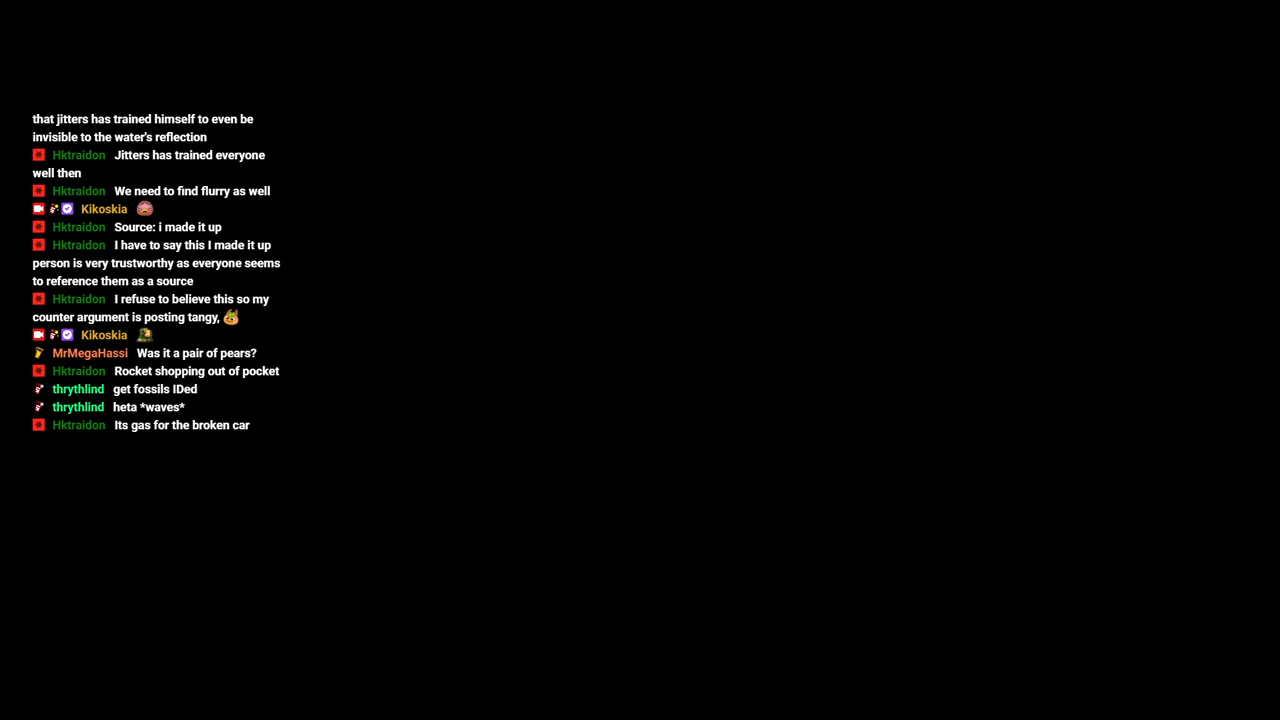 that jitters has trained himself to even be
invisible to the water's reflection
Hktraidon Jitters has trained everyone
well then
Hktraidon We need to find flurry as well
Kikoskia
Hktraidon Source: i made it up
Hktraidon I have to say this I made it up
person is very trustworthy as everyone seems
to reference them as a source
Hktraidon I refuse to believe this so my
counter argument is posting tangy,
Kikoskia
MrMegaHassi Was it a pair of pears?
Hktraidon Rocket shopping out of pocket
thrythlind get fossils IDed
thrythlind heta *waves*
Hktraidon Its gas for the broken car